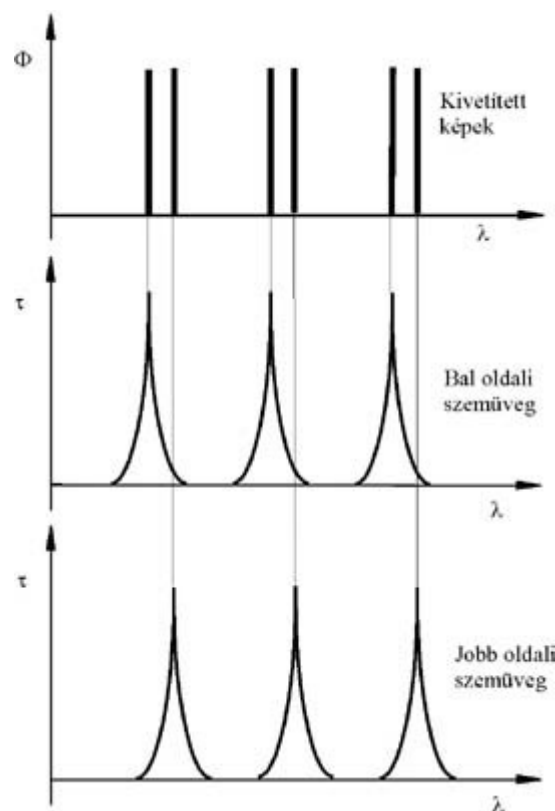 Φ
Kivetített
képek
λ
τ
Bal oldali
szemüveg
λ
τ
Jobb oldali
szemüveg
λ